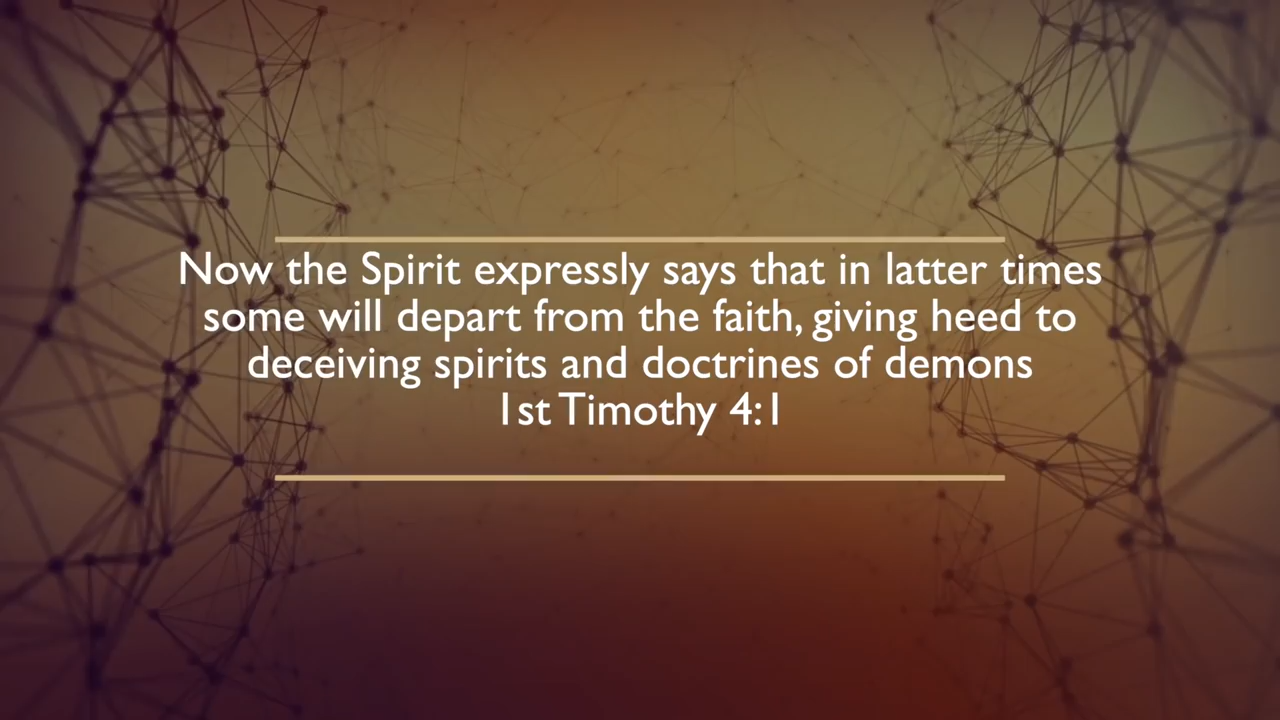 Now the Spirit expressly says that in latter times
some will depart from the faith, giving heed to
deceiving spirits and doctrines of demons
1st Timothy 4:1